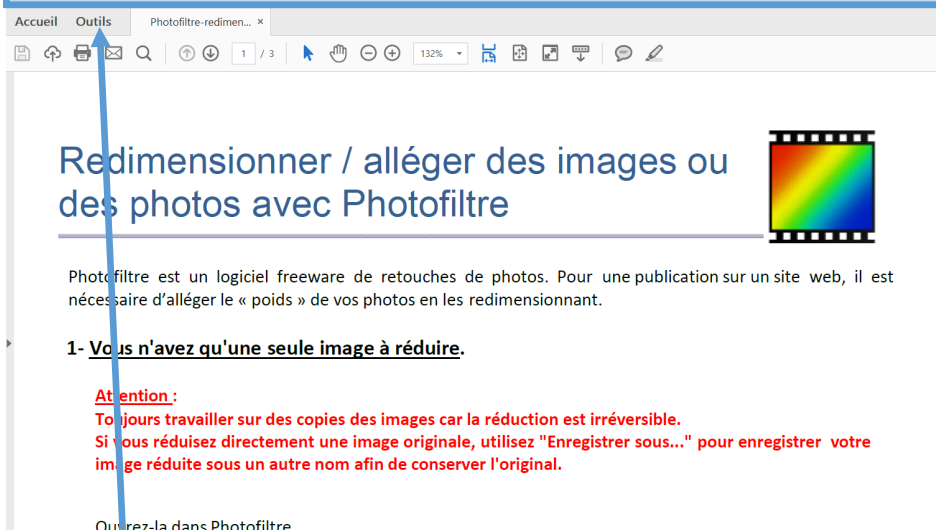 Accueil Outils Photofiltre-redimen... ×
1 / 3 132%
Redimensionner / alléger des images ou
des photos avec Photofiltre
Photofiltre est un logiciel freeware de retouches de photos. Pour une publication sur un site web, il est
nécessaire d’alléger le « poids » de vos photos en les redimensionnant.
1- Vous n'avez qu'une seule image à réduire.
Attention :
Toujours travailler sur des copies des images car la réduction est irréversible.
Si vous réduisez directement une image originale, utilisez "Enregistrer sous..." pour enregistrer votre
image réduite sous un autre nom afin de conserver l'original.
Ouvrez-la dans Photofiltre